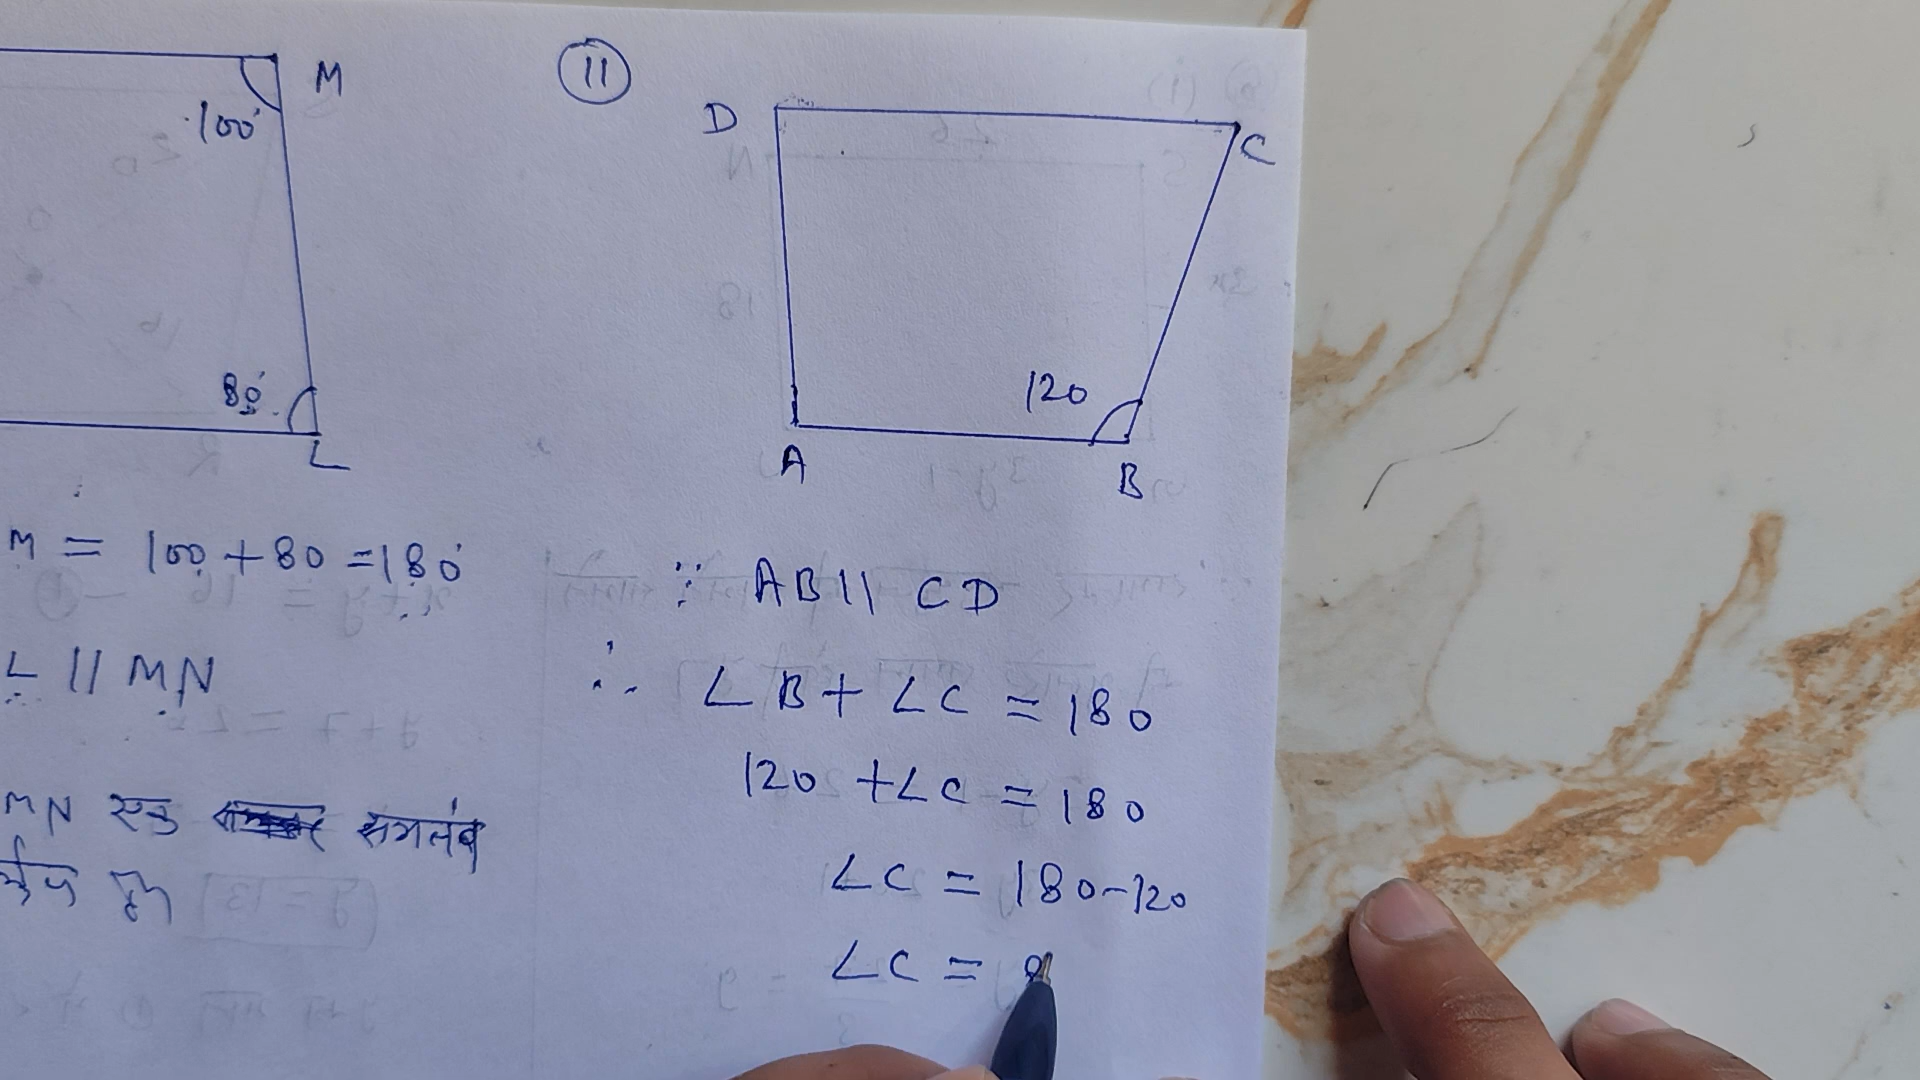 M
100°
80°
L
M = 100 + 80 = 180°
L || MN
MN एक समलंब
है
11
D
C
120
A
B
∵ AB || CD
∴ ∠B + ∠C = 180
120 + ∠C = 180
∠C = 180 - 120
∠C =